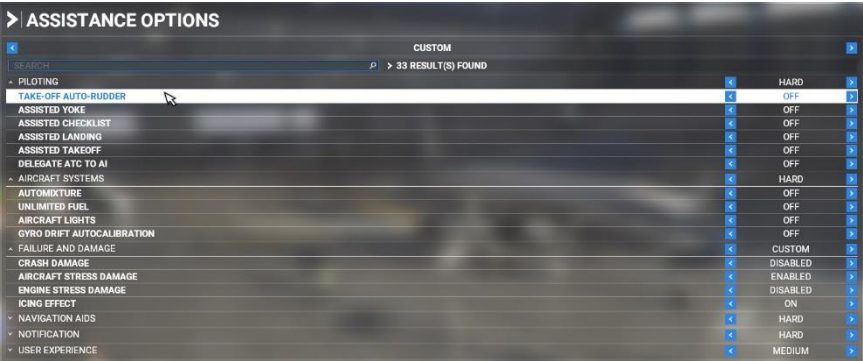 ASSISTANCE OPTIONS
CUSTOM
SEARCH > 33 RESULT(S) FOUND
PILOTING HARD
TAKE-OFF AUTO-RUDDER OFF
ASSISTED YOKE OFF
ASSISTED CHECKLIST OFF
ASSISTED LANDING OFF
ASSISTED TAKEOFF OFF
DELEGATE ATC TO AI OFF
AIRCRAFT SYSTEMS HARD
AUTOMIXTURE OFF
UNLIMITED FUEL OFF
AIRCRAFT LIGHTS OFF
GYRO DRIFT AUTOCALIBRATION OFF
FAILURE AND DAMAGE CUSTOM
CRASH DAMAGE DISABLED
AIRCRAFT STRESS DAMAGE ENABLED
ENGINE STRESS DAMAGE DISABLED
ICING EFFECT ON
NAVIGATION AIDS HARD
NOTIFICATION HARD
USER EXPERIENCE MEDIUM